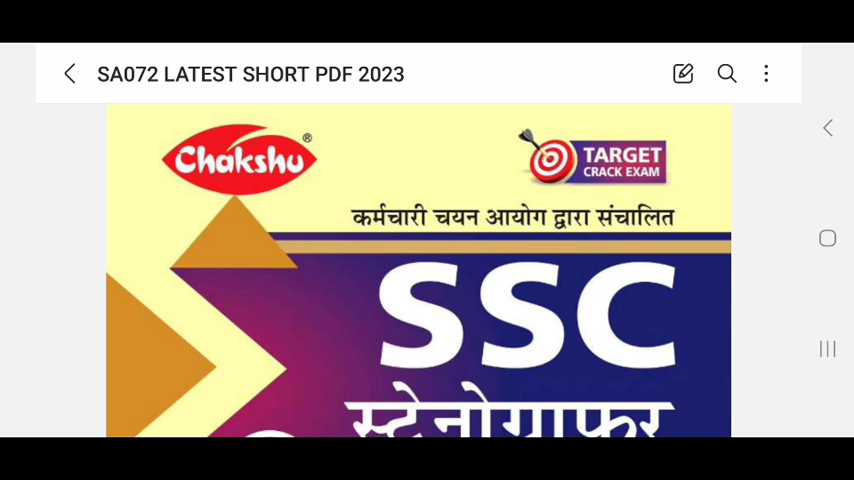 SA072 LATEST SHORT PDF 2023
Chakshu®
TARGET
CRACK EXAM
कर्मचारी चयन आयोग द्वारा संचालित
SSC
स्टेनोग्राफर